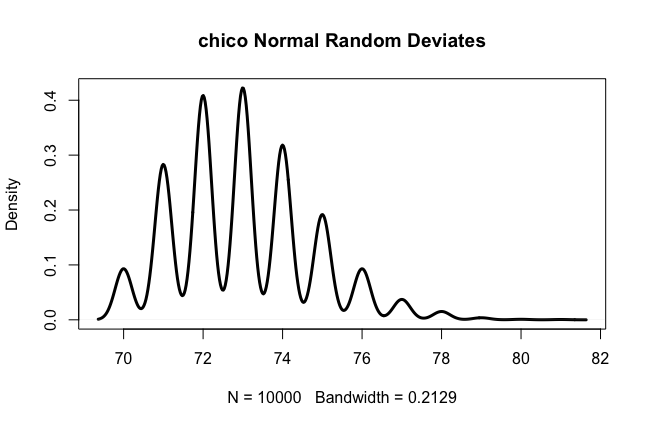 chico Normal Random Deviates
Density
0.4
0.3
0.2
0.1
0.0
70 72 74 76 78 80 82
N = 10000 Bandwidth = 0.2129